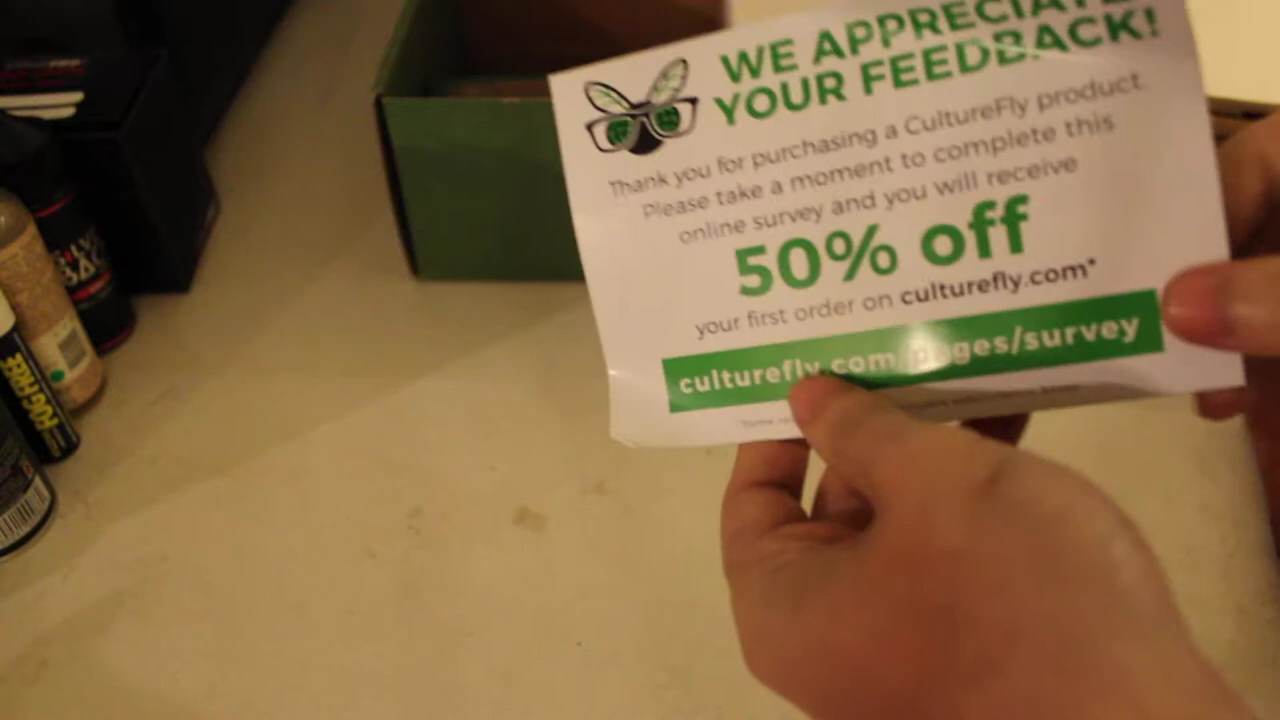 WE APPRECIATE
YOUR FEEDBACK!
Thank you for purchasing a CultureFly product.
Please take a moment to complete this
online survey and you will receive
50% off
your first order on culturefly.com*
culturefly.com/pages/survey
FOG FREE